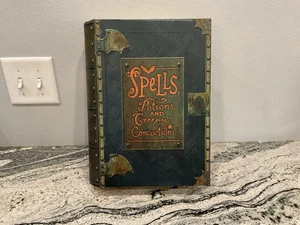 Spells,
Potions
AND
Creepy
Concoctions